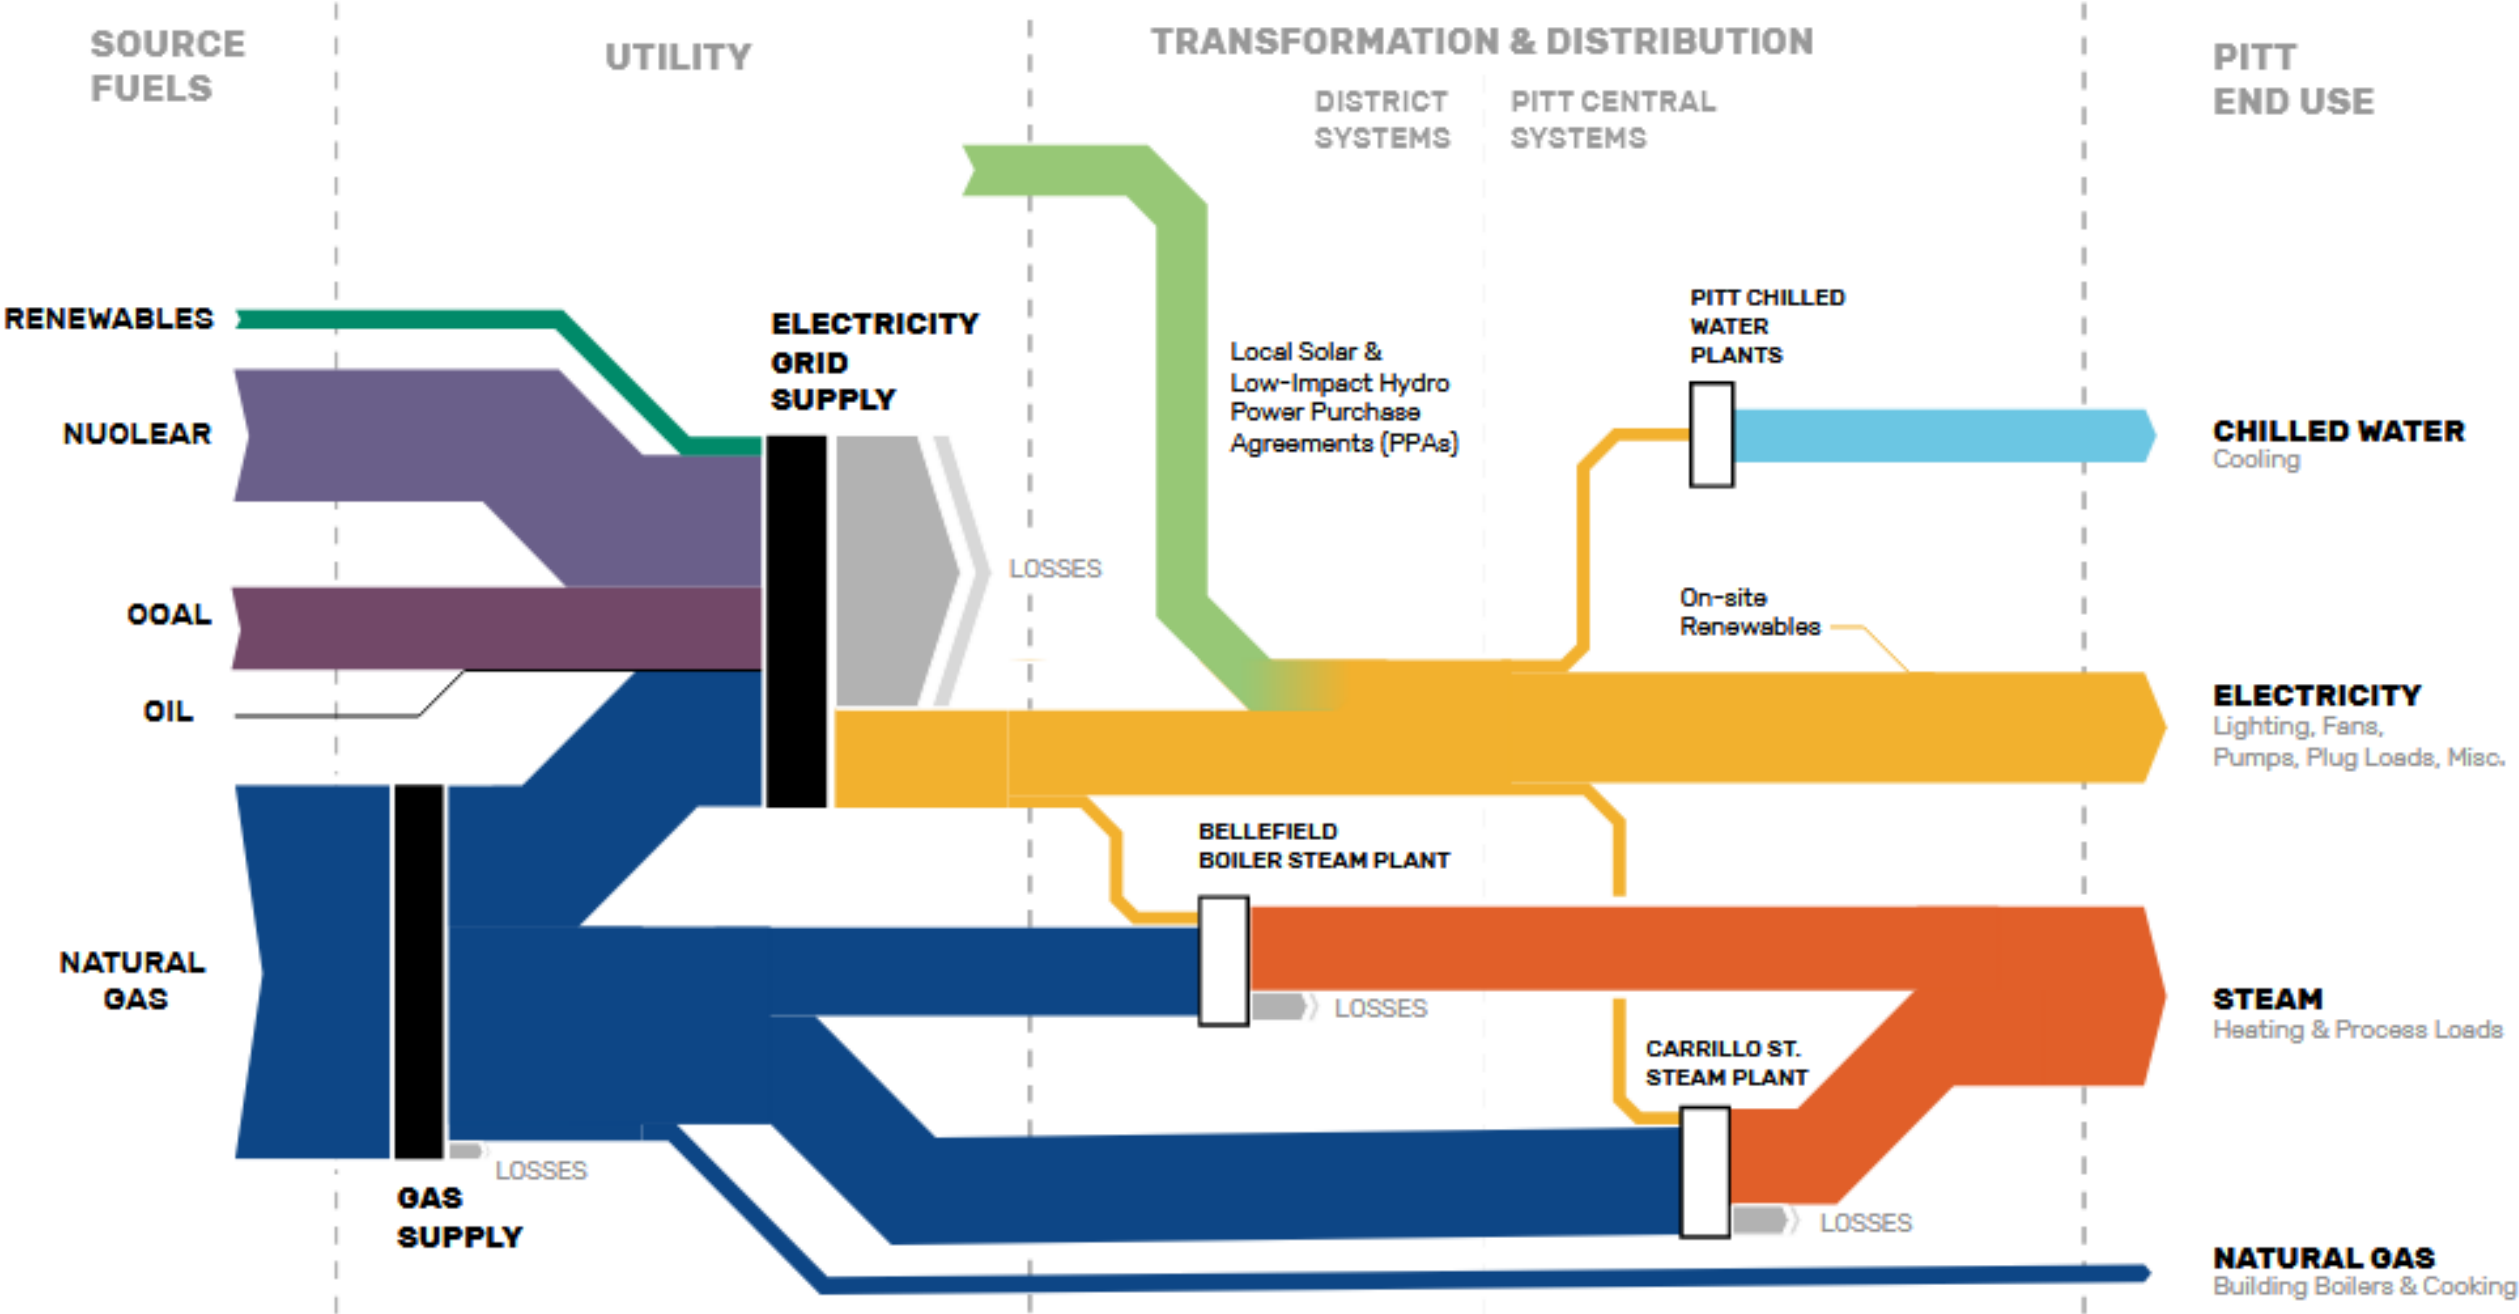 SOURCE
FUELS
UTILITY
TRANSFORMATION & DISTRIBUTION
DISTRICT
SYSTEMS
PITT CENTRAL
SYSTEMS
PITT
END USE
RENEWABLES
NUOLEAR
OOAL
OIL
NATURAL
GAS
ELECTRICITY
GRID
SUPPLY
LOSSES
Local Solar &
Low-Impact Hydro
Power Purchase
Agreements (PPAs)
PITT CHILLED
WATER
PLANTS
CHILLED WATER
Cooling
On-site
Renewables
ELECTRICITY
Lighting, Fans,
Pumps, Plug Loads, Misc.
BELLEFIELD
BOILER STEAM PLANT
LOSSES
STEAM
Heating & Process Loads
CARRILLO ST.
STEAM PLANT
LOSSES
GAS
SUPPLY
LOSSES
NATURAL GAS
Building Boilers & Cooking